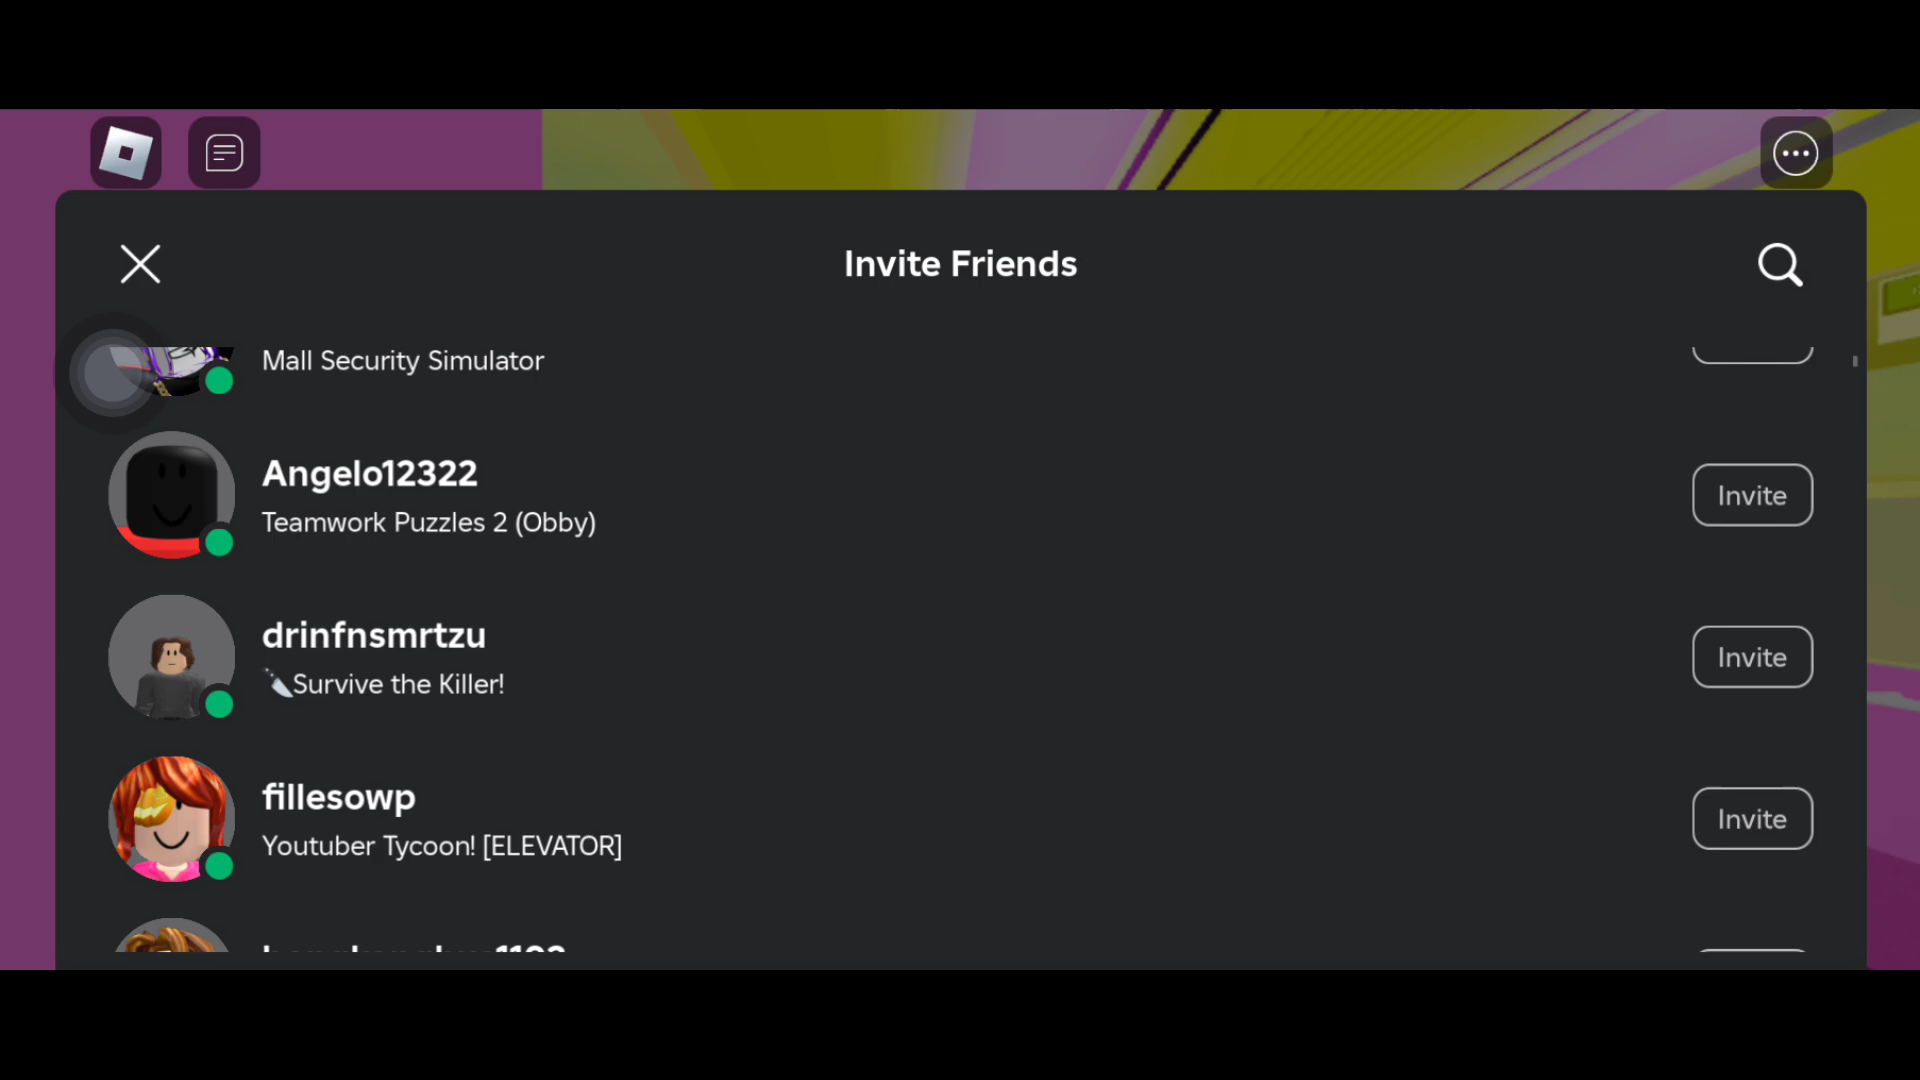 Invite Friends
Mall Security Simulator
Angelo12322
Teamwork Puzzles 2 (Obby)
Invite
drinfnsmrtzu
🔪Survive the Killer!
Invite
fillesowp
Youtuber Tycoon! [ELEVATOR]
Invite